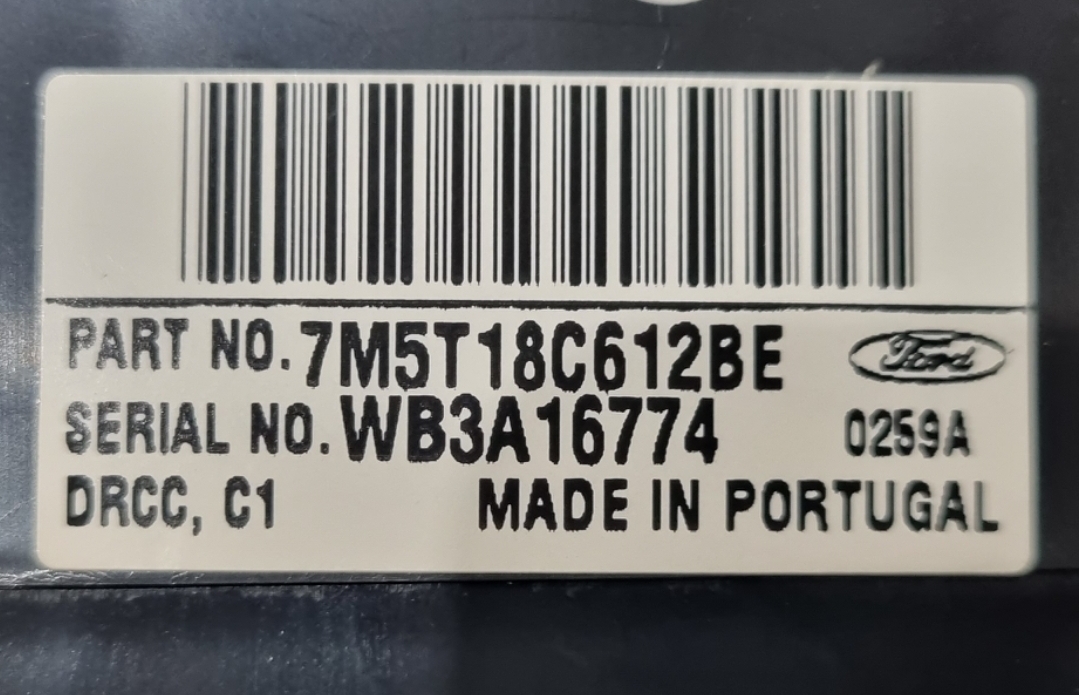 PART NO. 7M5T18C612BE Ford
SERIAL NO. WB3A16774 0259A
DRCC, C1 MADE IN PORTUGAL